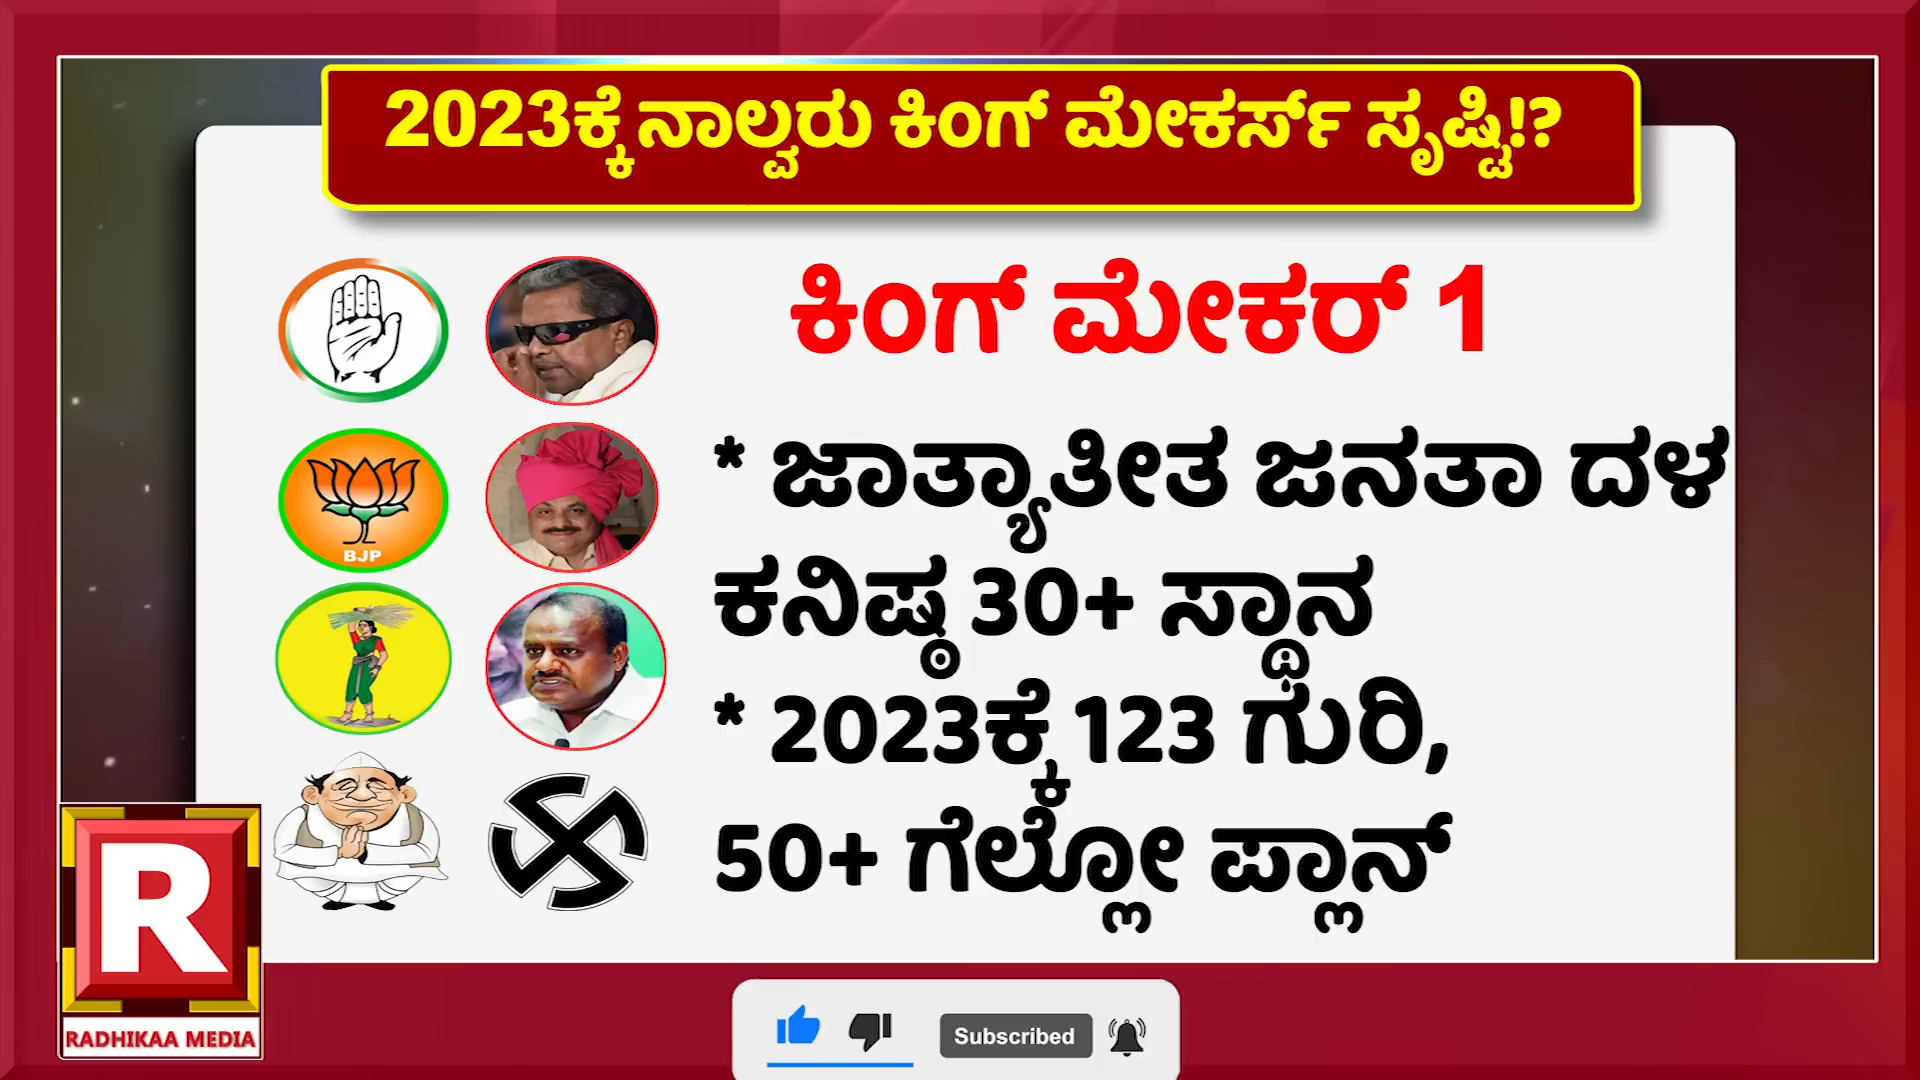 2023ಕ್ಕೆ ನಾಲ್ವರು ಕಿಂಗ್ ಮೇಕರ್ಸ್ ಸೃಷ್ಟಿ!?
ಕಿಂಗ್ ಮೇಕರ್ 1
* ಜಾತ್ಯಾತೀತ ಜನತಾ ದಳ
ಕನಿಷ್ಠ 30+ ಸ್ಥಾನ
* 2023ಕ್ಕೆ 123 ಗುರಿ,
50+ ಗೆಲ್ಲೋ ಪ್ಲಾನ್
BJP
R
RADHIKAA MEDIA
Subscribed